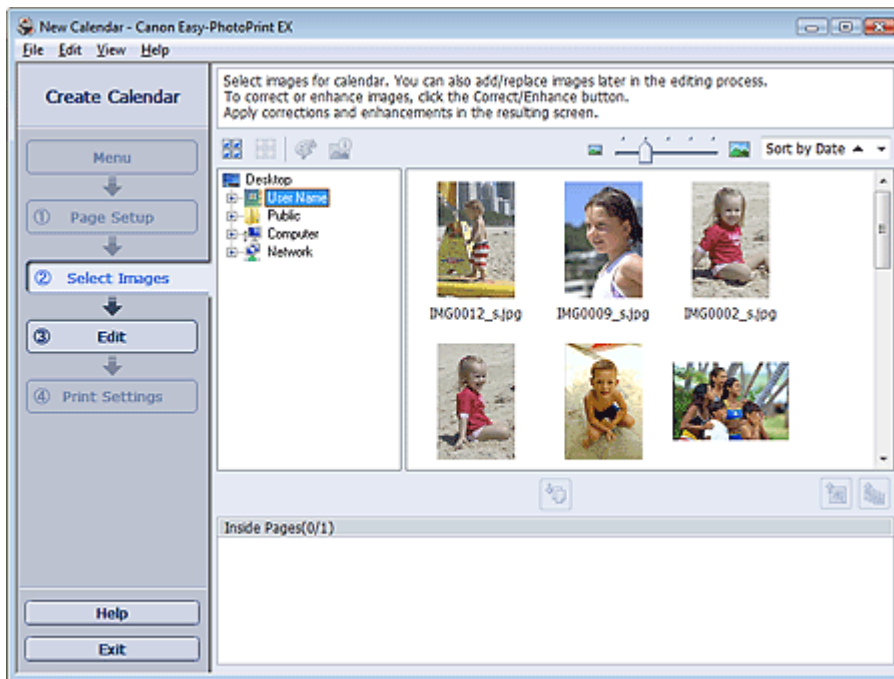 New Calendar - Canon Easy-PhotoPrint EX
File Edit View Help
Create Calendar
Menu
① Page Setup
② Select Images
③ Edit
④ Print Settings
Help
Exit
Select images for calendar. You can also add/replace images later in the editing process.
To correct or enhance images, click the Correct/Enhance button.
Apply corrections and enhancements in the resulting screen.
Sort by Date
Desktop
User Name
Public
Computer
Network
IMG0012_s.jpg IMG0009_s.jpg IMG0002_s.jpg
Inside Pages(0/1)